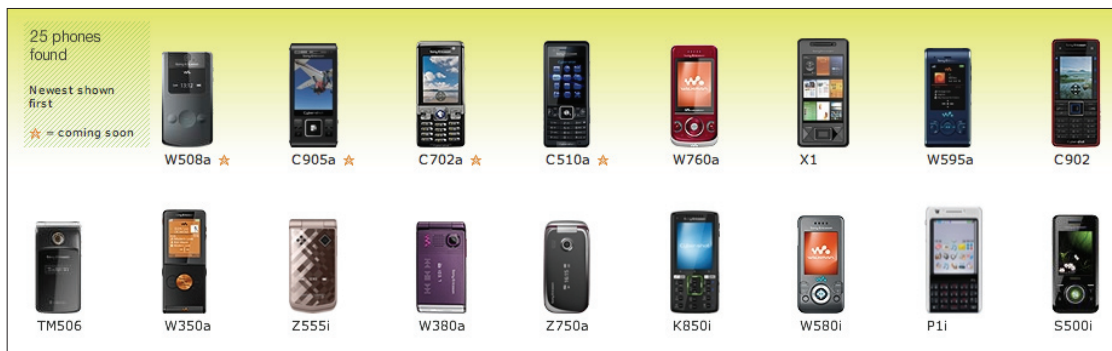 25 phones
found
Newest shown
first
= coming soon
W508a
C905a
C702a
C510a
W760a
X1
W595a
C902
TM506
W350a
Z555i
W380a
Z750a
K850i
W580i
P1i
S500i